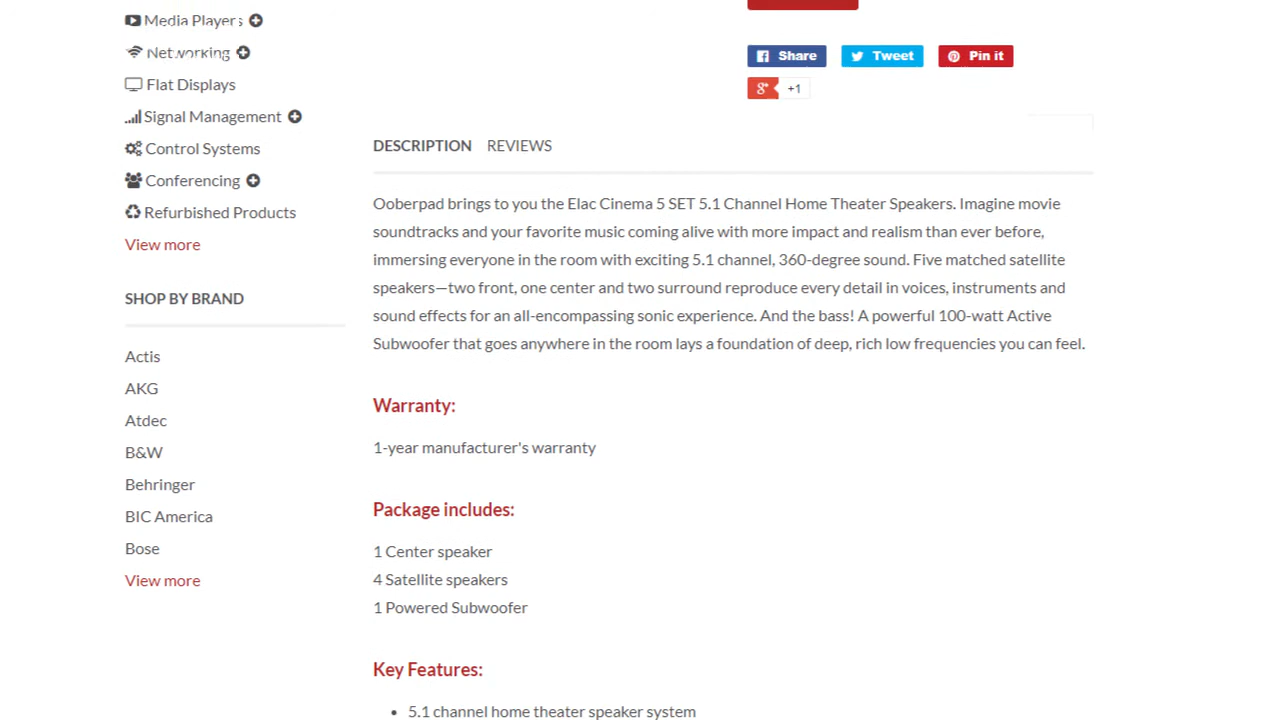 Media Players
Networking
Flat Displays
Signal Management
Control Systems
Conferencing
Refurbished Products
View more
SHOP BY BRAND
Actis
AKG
Atdec
B&W
Behringer
BIC America
Bose
View more
Share
Tweet
Pin it
+1
DESCRIPTION REVIEWS
Ooberpad brings to you the Elac Cinema 5 SET 5.1 Channel Home Theater Speakers. Imagine movie
soundtracks and your favorite music coming alive with more impact and realism than ever before,
immersing everyone in the room with exciting 5.1 channel, 360-degree sound. Five matched satellite
speakers—two front, one center and two surround reproduce every detail in voices, instruments and
sound effects for an all-encompassing sonic experience. And the bass! A powerful 100-watt Active
Subwoofer that goes anywhere in the room lays a foundation of deep, rich low frequencies you can feel.
Warranty:
1-year manufacturer's warranty
Package includes:
1 Center speaker
4 Satellite speakers
1 Powered Subwoofer
Key Features:
• 5.1 channel home theater speaker system